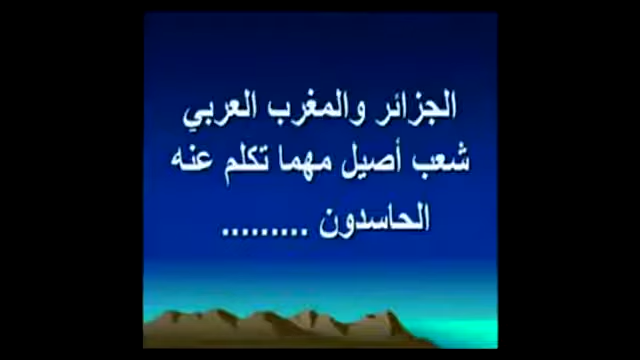 الجزائر والمغرب العربي
شعب أصيل مهما تكلم عنه
الحاسدون .........